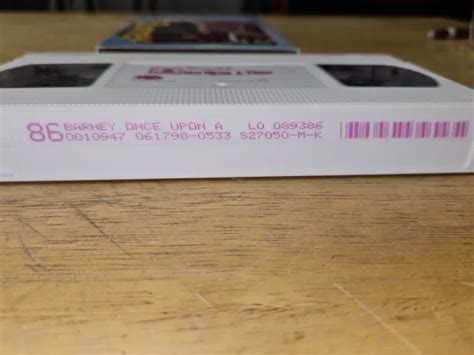 86 BARNEY ONCE UPON A LO 089386
0010947 061798-0533 S27050-M-K